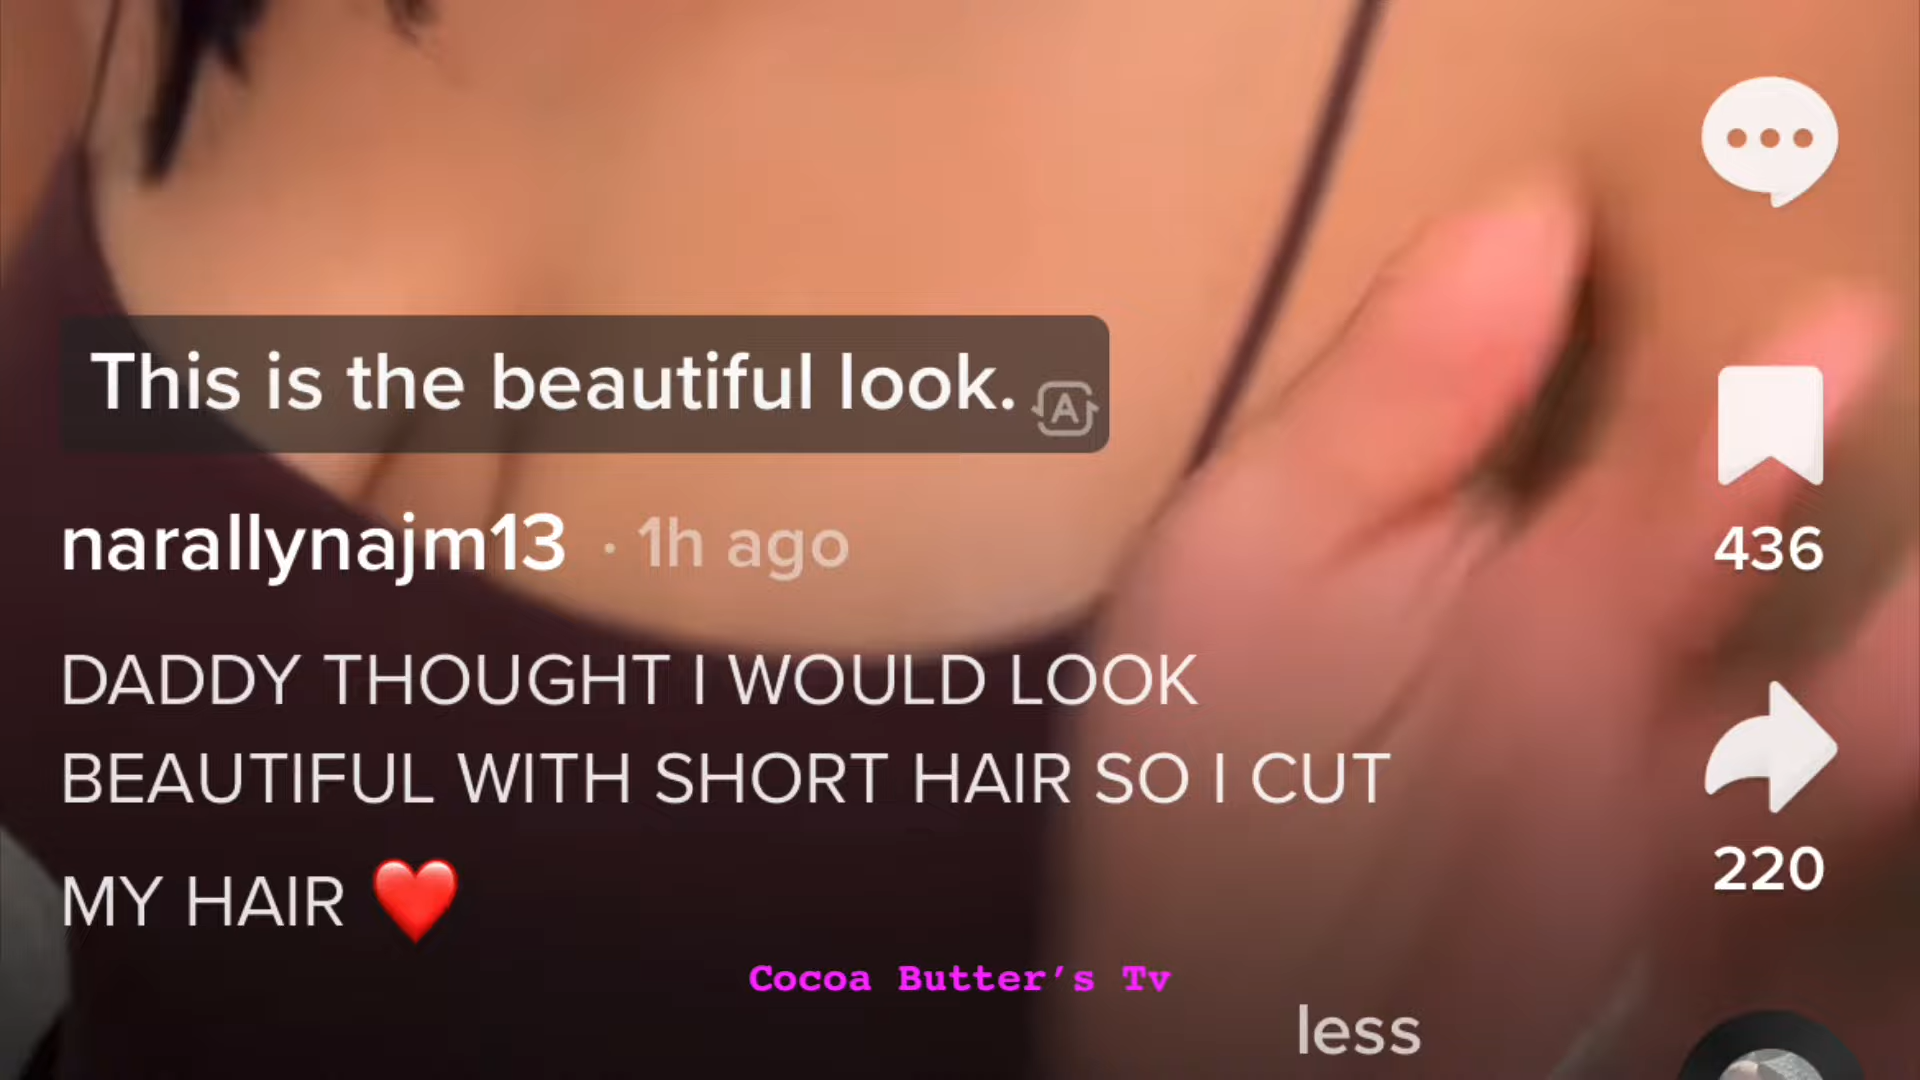 This is the beautiful look.
narallynajm13 · 1h ago
DADDY THOUGHT I WOULD LOOK
BEAUTIFUL WITH SHORT HAIR SO I CUT
MY HAIR ❤️
Cocoa Butter’s Tv
less
436
220